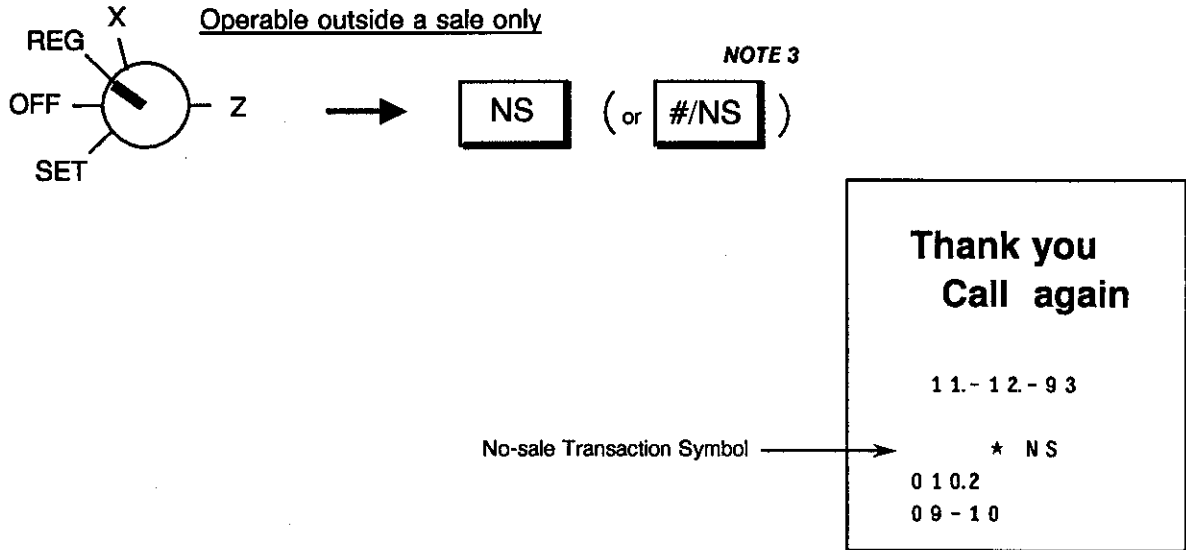 Operable outside a sale only
X
REG
OFF
Z
SET
NOTE 3
NS ( or #/NS )
Thank you
Call again
11.-12.-93
No-sale Transaction Symbol
★ NS
010.2
09-10